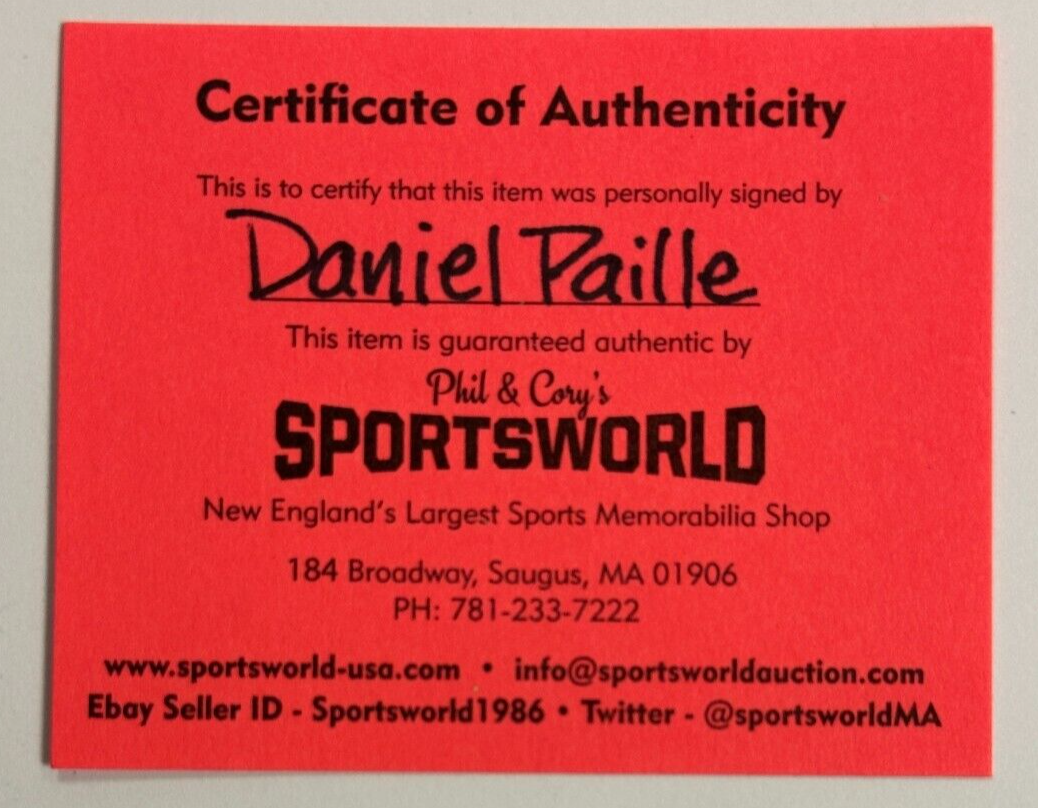 Certificate of Authenticity
This is to certify that this item was personally signed by
Daniel Paille
This item is guaranteed authentic by
Phil & Cory's
SPORTSWORLD
New England's Largest Sports Memorabilia Shop
184 Broadway, Saugus, MA 01906
PH: 781-233-7222
www.sportsworld-usa.com • info@sportsworldauction.com
Ebay Seller ID - Sportsworld1986 • Twitter - @sportsworldMA